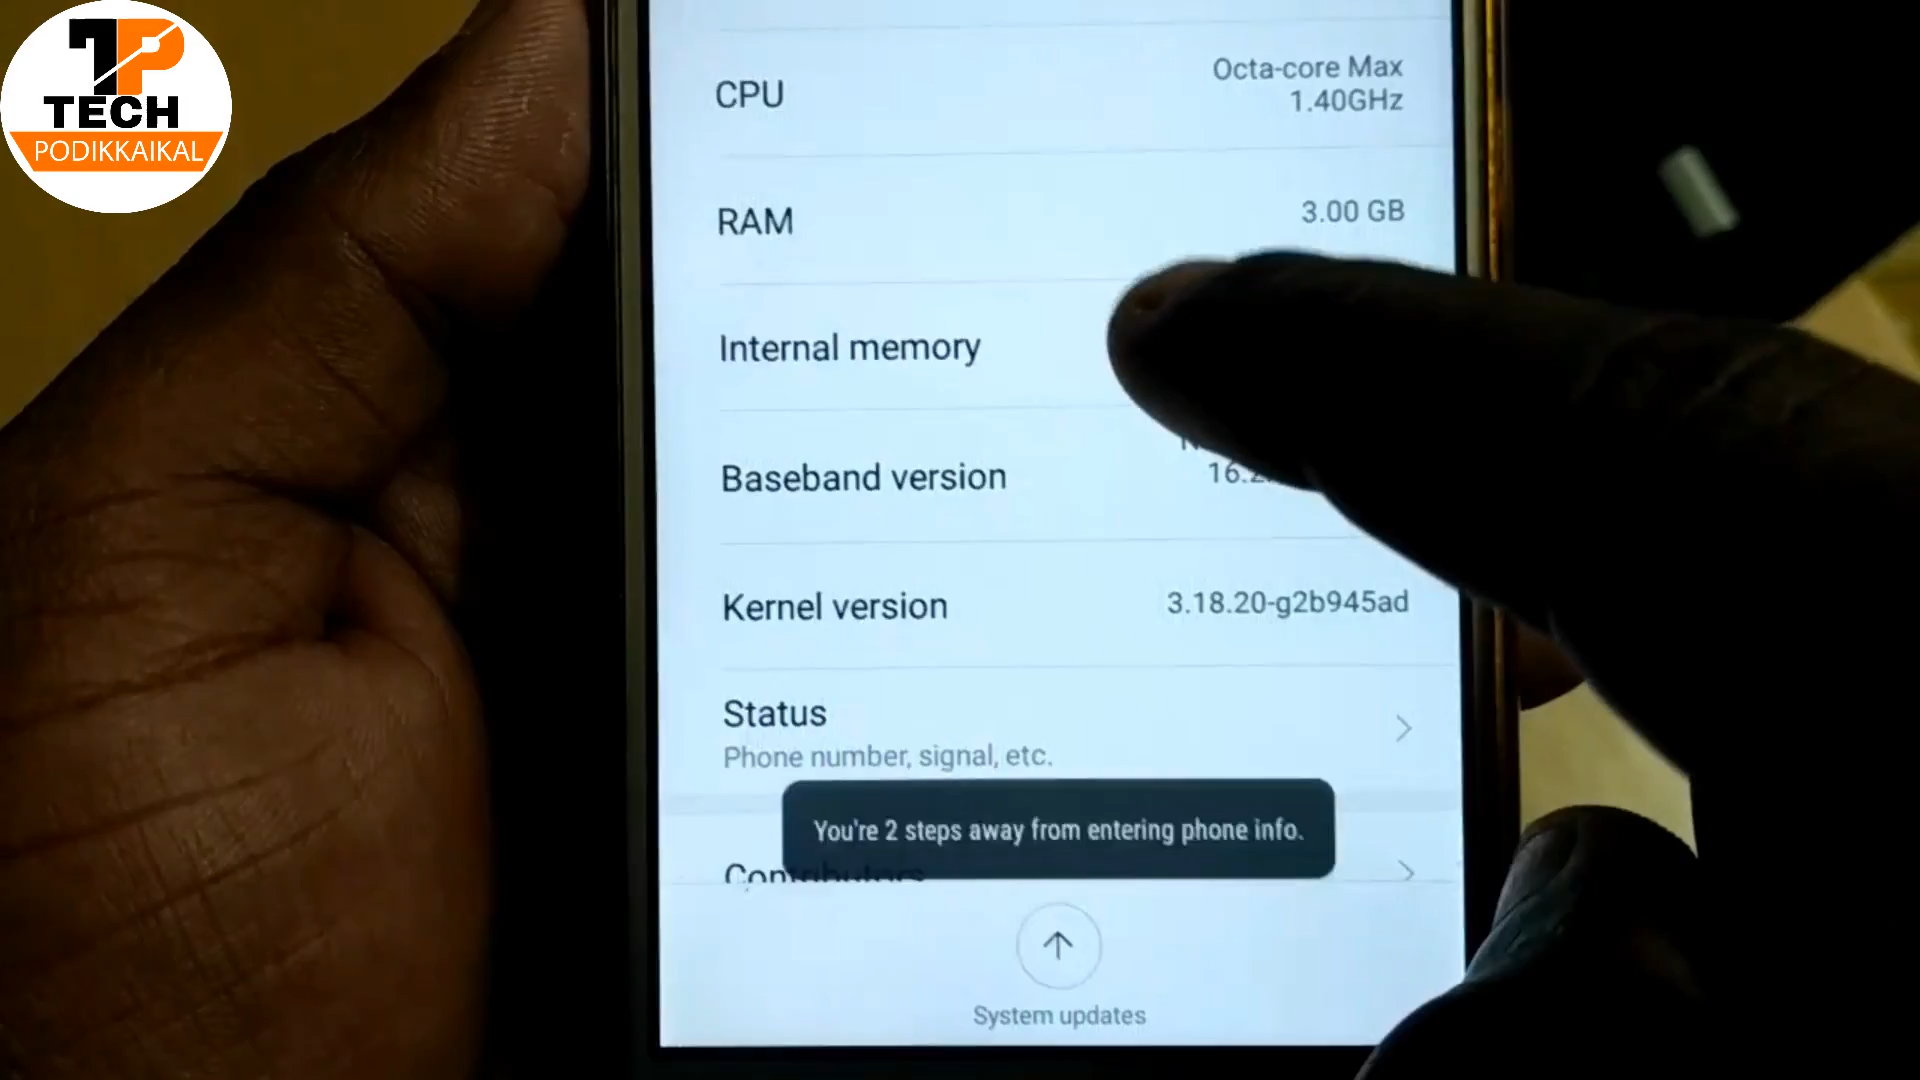 TP
TECH
PODIKKAIKAL
CPU
Octa-core Max
1.40GHz
RAM
3.00 GB
Internal memory
Baseband version
Kernel version
3.18.20-g2b945ad
Status
Phone number, signal, etc.
You're 2 steps away from entering phone info.
Contributors
System updates